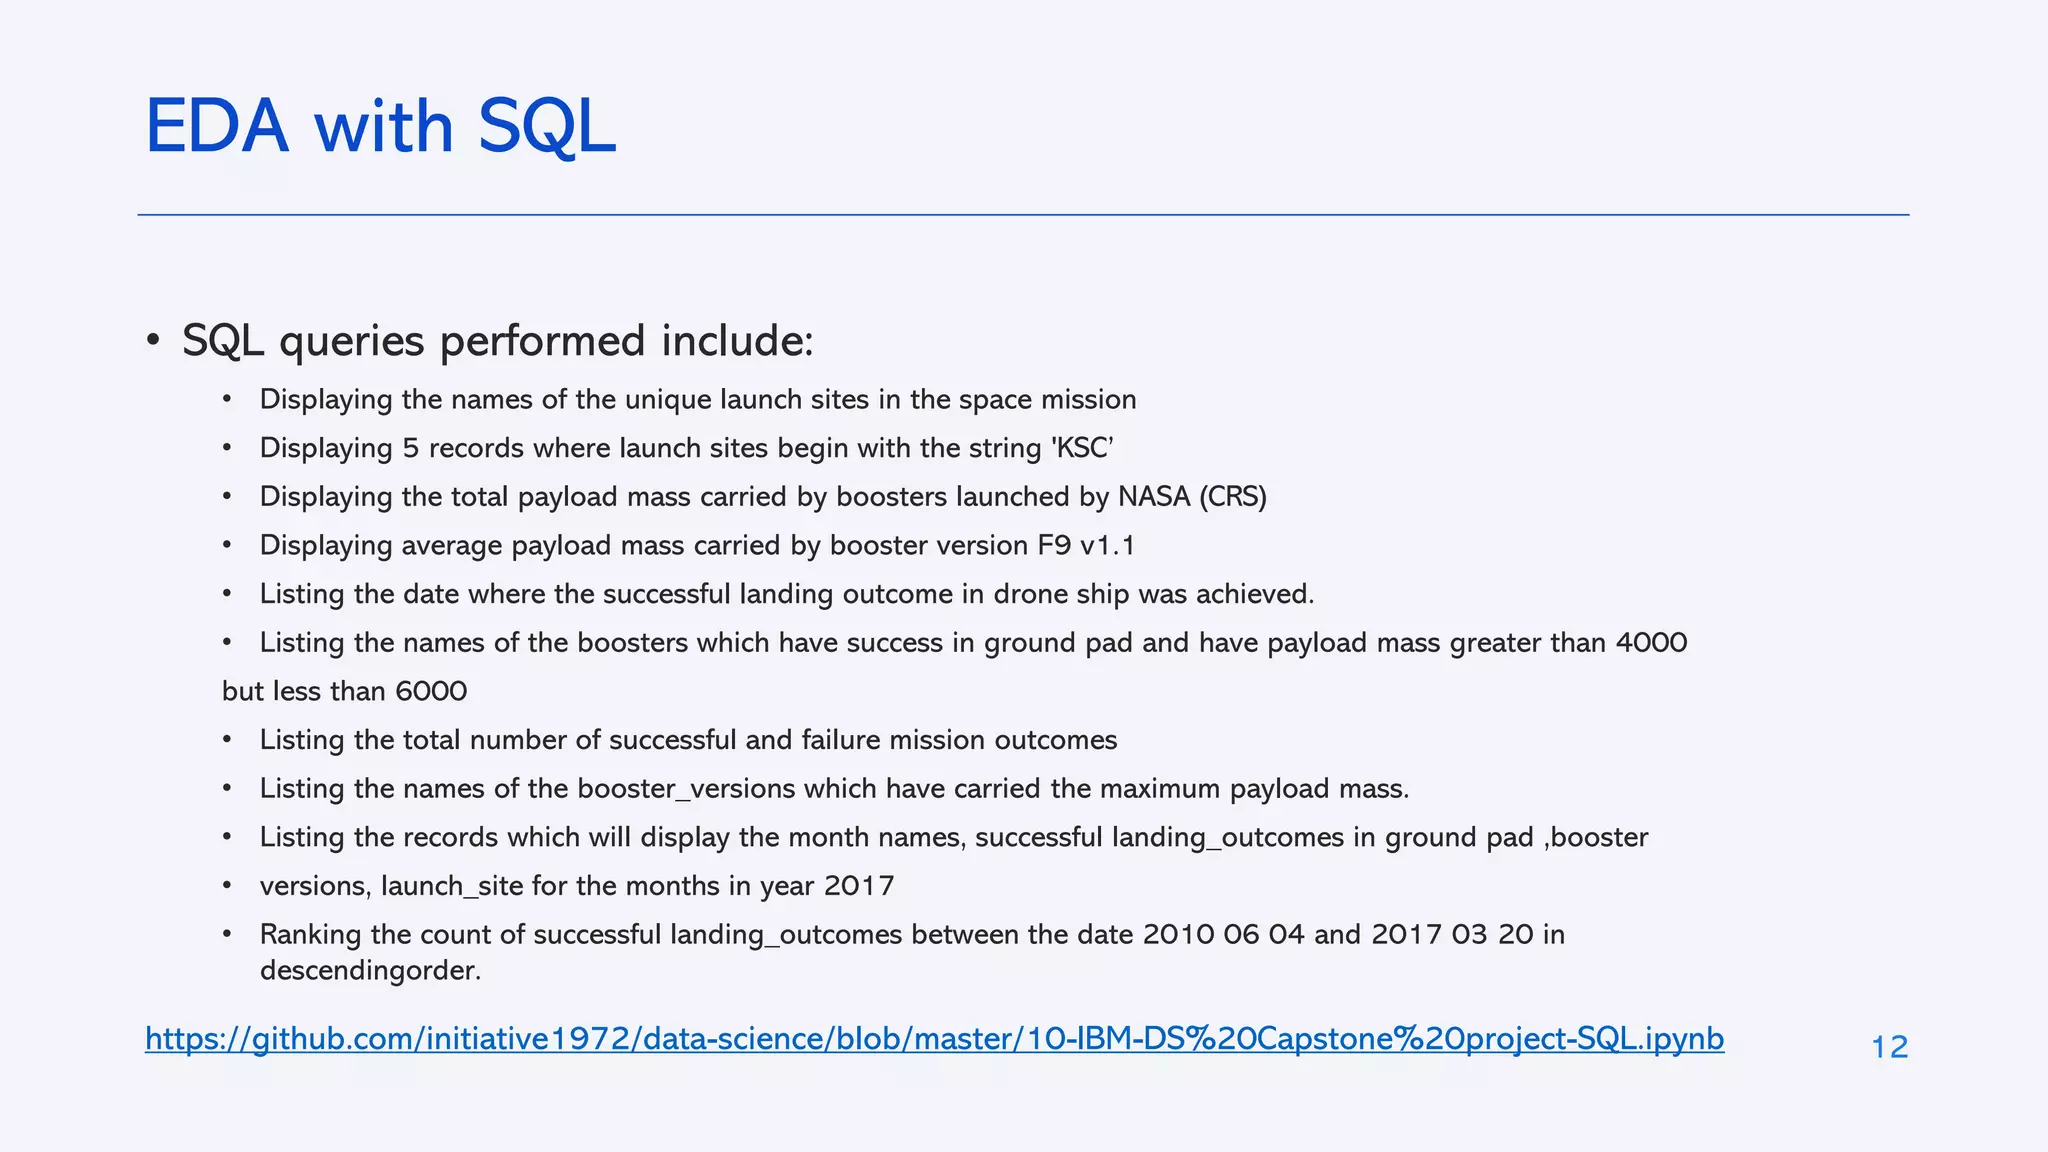 EDA with SQL
• SQL queries performed include:
• Displaying the names of the unique launch sites in the space mission
• Displaying 5 records where launch sites begin with the string 'KSC’
• Displaying the total payload mass carried by boosters launched by NASA (CRS)
• Displaying average payload mass carried by booster version F9 v1.1
• Listing the date where the successful landing outcome in drone ship was achieved.
• Listing the names of the boosters which have success in ground pad and have payload mass greater than 4000
but less than 6000
• Listing the total number of successful and failure mission outcomes
• Listing the names of the booster_versions which have carried the maximum payload mass.
• Listing the records which will display the month names, successful landing_outcomes in ground pad ,booster
• versions, launch_site for the months in year 2017
• Ranking the count of successful landing_outcomes between the date 2010 06 04 and 2017 03 20 in
descendingorder.
https://github.com/initiative1972/data-science/blob/master/10-IBM-DS%20Capstone%20project-SQL.ipynb
12